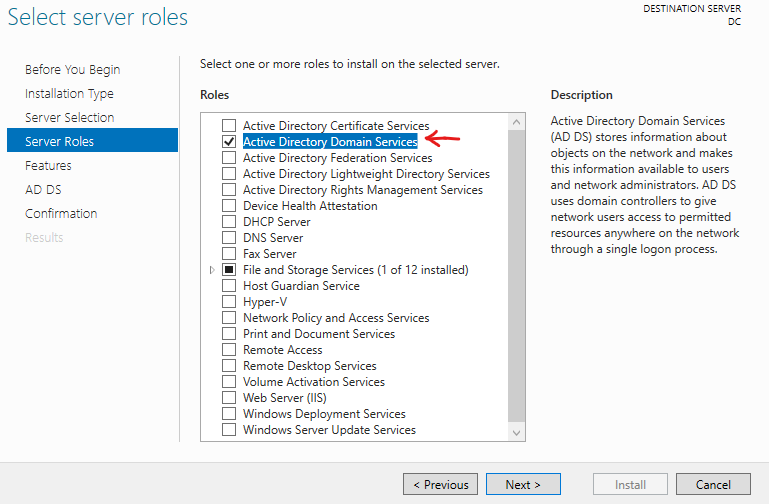 Select server roles
DESTINATION SERVER
DC
Before You Begin
Installation Type
Server Selection
Server Roles
Features
AD DS
Confirmation
Results
Select one or more roles to install on the selected server.
Roles
Active Directory Certificate Services
Active Directory Domain Services
Active Directory Federation Services
Active Directory Lightweight Directory Services
Active Directory Rights Management Services
Device Health Attestation
DHCP Server
DNS Server
Fax Server
File and Storage Services (1 of 12 installed)
Host Guardian Service
Hyper-V
Network Policy and Access Services
Print and Document Services
Remote Access
Remote Desktop Services
Volume Activation Services
Web Server (IIS)
Windows Deployment Services
Windows Server Update Services
Description
Active Directory Domain Services
(AD DS) stores information about
objects on the network and makes
this information available to users
and network administrators. AD DS
uses domain controllers to give
network users access to permitted
resources anywhere on the network
through a single logon process.
< Previous
Next >
Install
Cancel